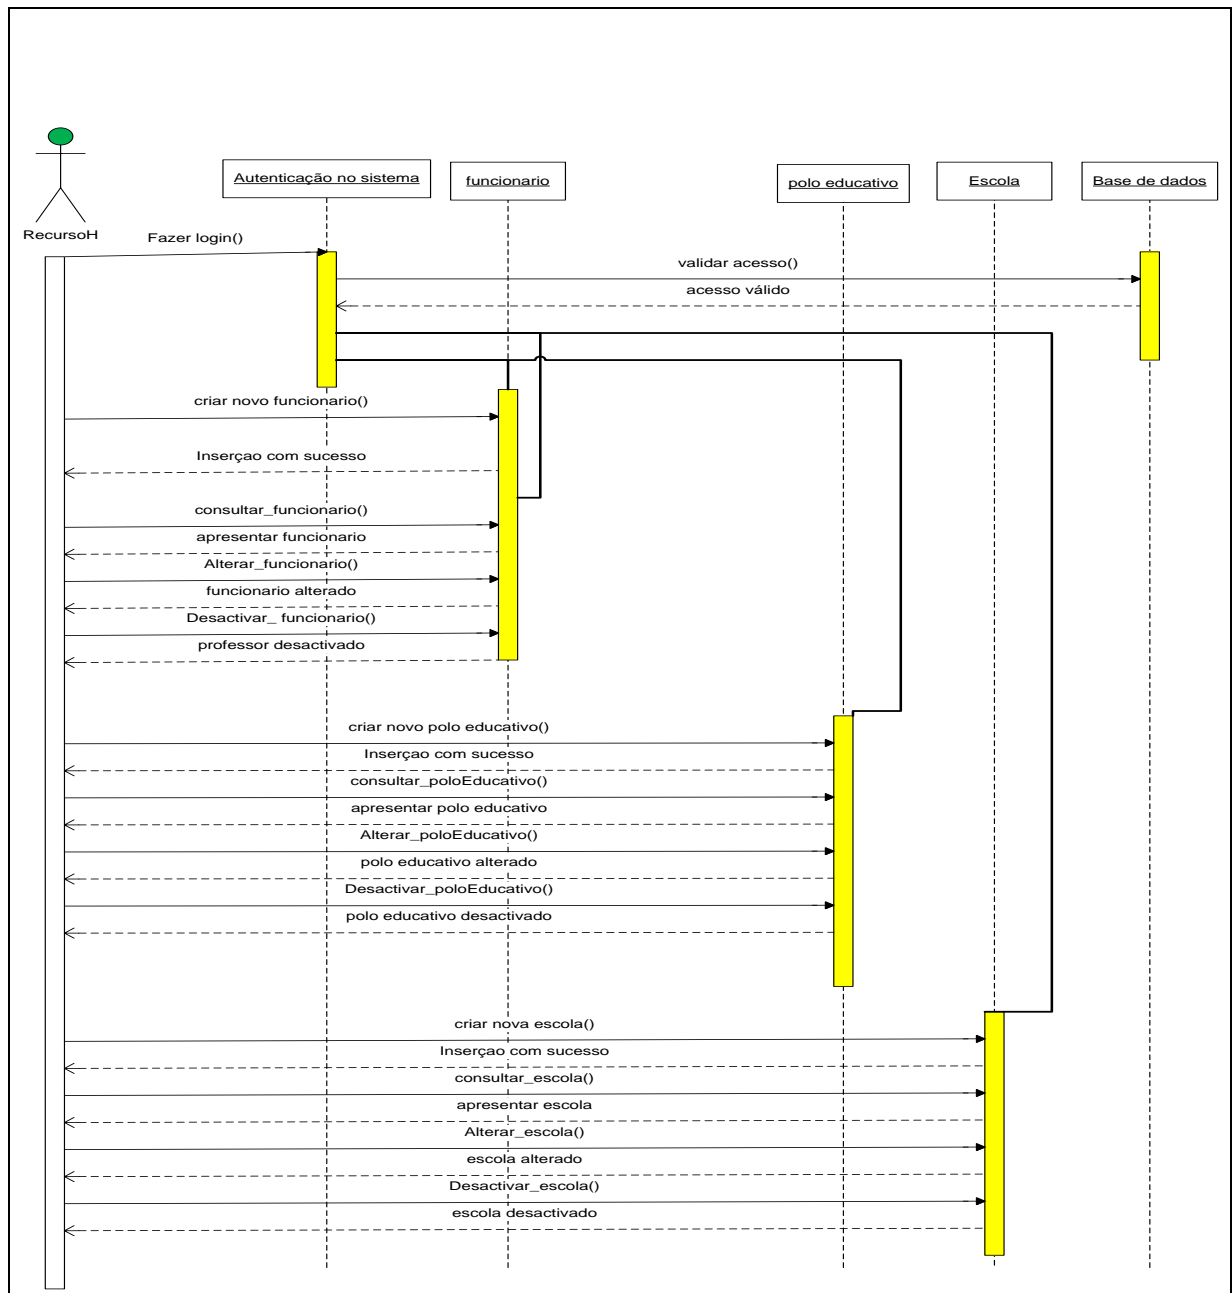 Autenticação no sistema
funcionario
polo educativo
Escola
Base de dados
RecursoH
Fazer login()
validar acesso()
acesso válido
criar novo funcionario()
Inserçao com sucesso
consultar_funcionario()
apresentar funcionario
Alterar_funcionario()
funcionario alterado
Desactivar_ funcionario()
professor desactivado
criar novo polo educativo()
Inserçao com sucesso
consultar_poloEducativo()
apresentar polo educativo
Alterar_poloEducativo()
polo educativo alterado
Desactivar_poloEducativo()
polo educativo desactivado
criar nova escola()
Inserçao com sucesso
consultar_escola()
apresentar escola
Alterar_escola()
escola alterado
Desactivar_escola()
escola desactivado